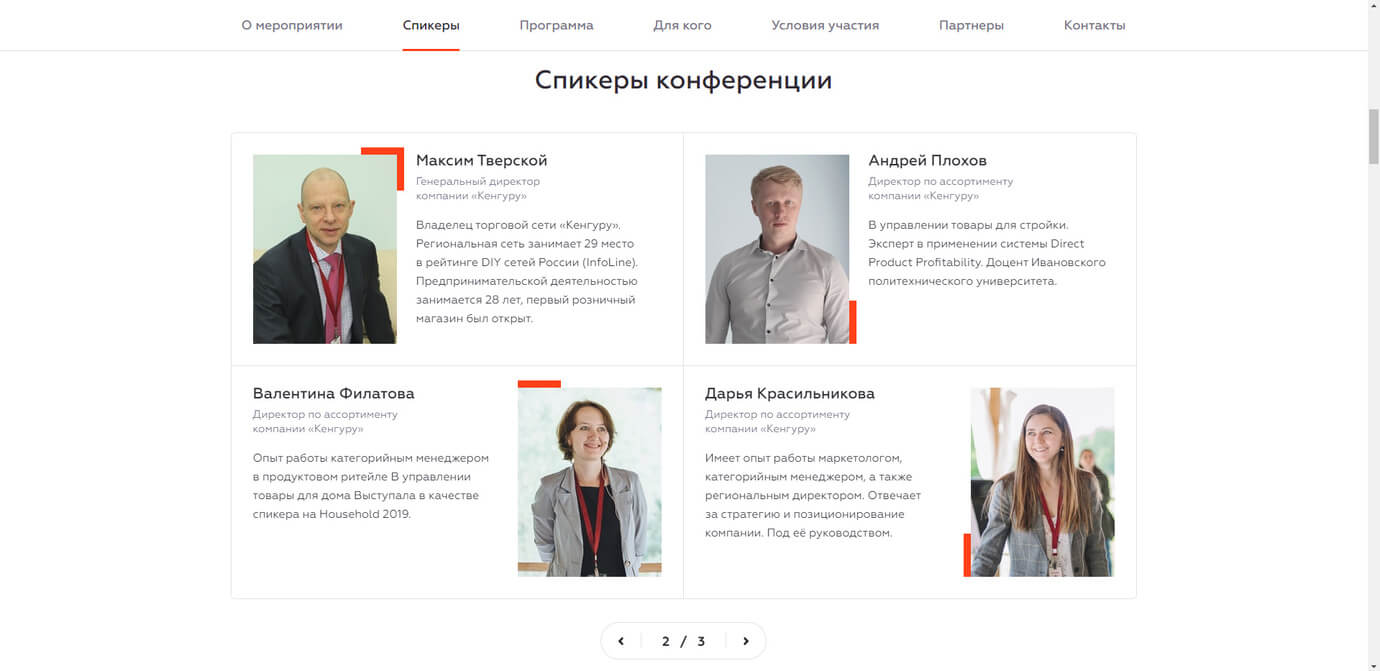 О мероприятии
Спикеры
Программа
Для кого
Условия участия
Партнеры
Контакты
Спикеры конференции
Максим Тверской
Генеральный директор
компании «Кенгуру»
Владелец торговой сети «Кенгуру».
Региональная сеть занимает 29 место
в рейтинге DIY сетей России (InfoLine).
Предпринимательской деятельностью
занимается 28 лет, первый розничный
магазин был открыт.
Андрей Плохов
Директор по ассортименту
компании «Кенгуру»
В управлении товары для стройки.
Эксперт в применении системы Direct
Product Profitability. Доцент Ивановского
политехнического университета.
Валентина Филатова
Директор по ассортименту
компании «Кенгуру»
Опыт работы категорийным менеджером
в продуктовом ритейле В управлении
товары для дома Выступала в качестве
спикера на Household 2019.
Дарья Красильникова
Директор по ассортименту
компании «Кенгуру»
Имеет опыт работы маркетологом,
категорийным менеджером, а также
региональным директором. Отвечает
за стратегию и позиционирование
компании. Под её руководством.
2 / 3